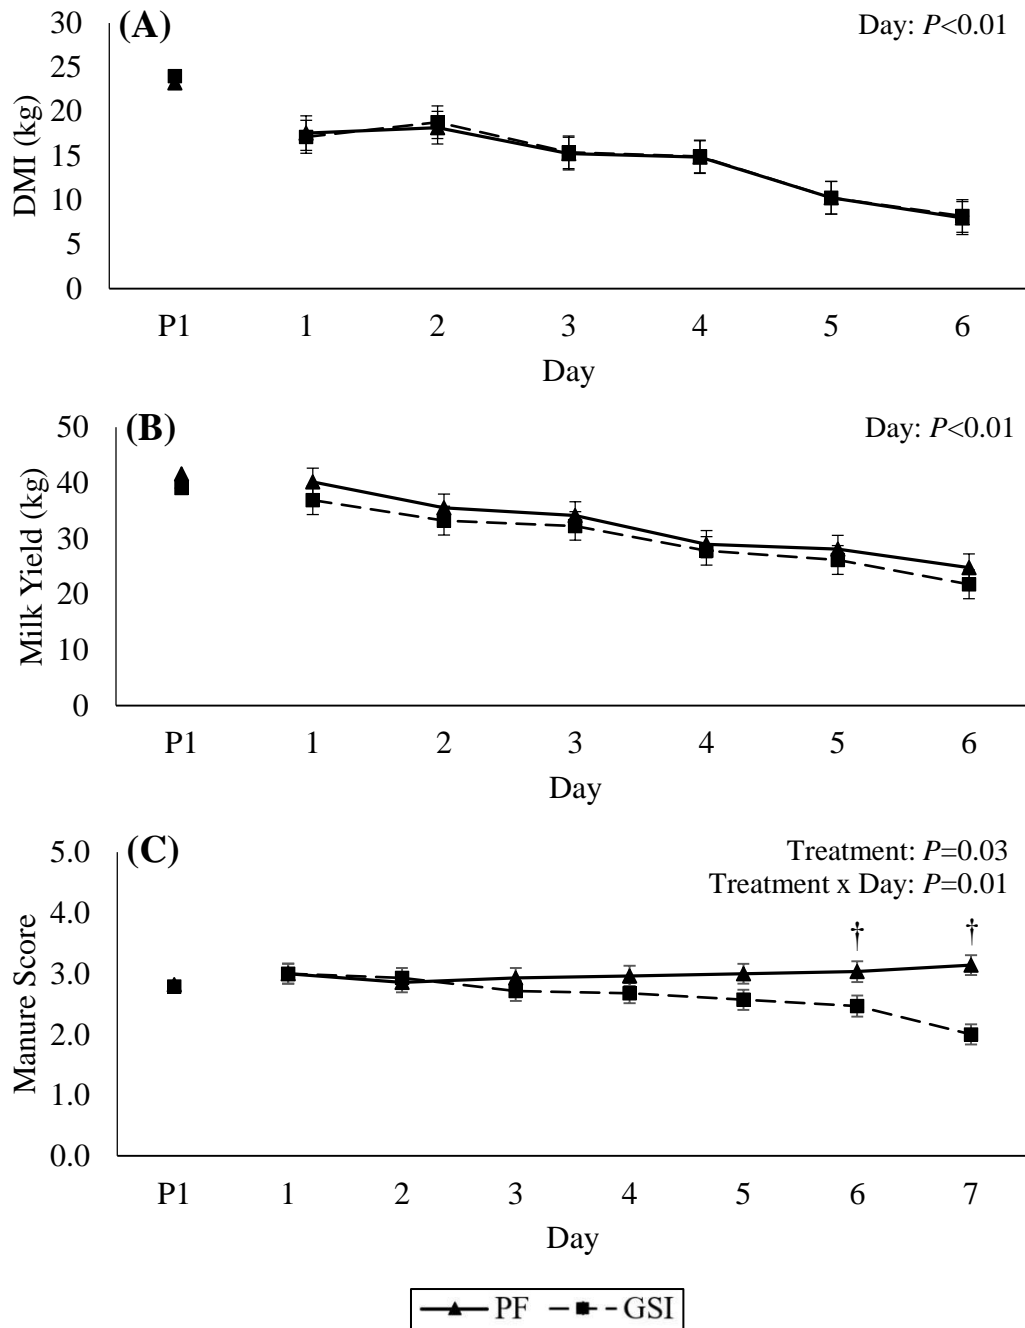 (A)
Day: P<0.01
DMI (kg)
30
25
20
15
10
5
0
P1 1 2 3 4 5 6
Day
(B)
Day: P<0.01
Milk Yield (kg)
50
40
30
20
10
0
P1 1 2 3 4 5 6
Day
(C)
Treatment: P=0.03
Treatment x Day: P=0.01
Manure Score
5.0
4.0
3.0
2.0
1.0
0.0
† †
P1 1 2 3 4 5 6 7
Day
PF GSI